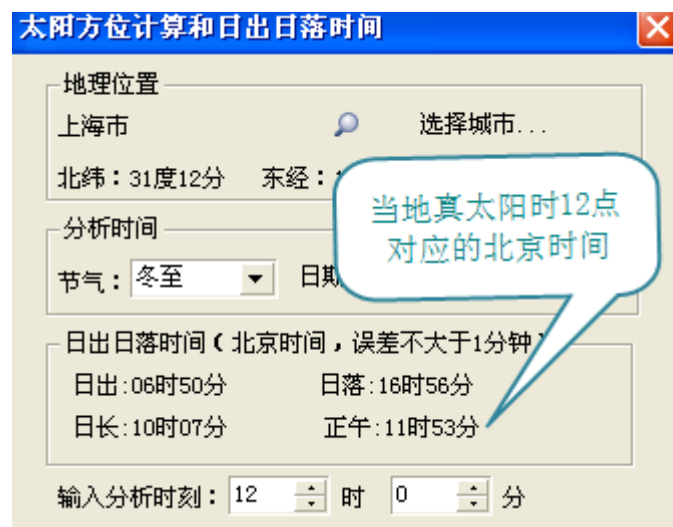 太阳方位计算和日出日落时间
地理位置
上海市 选择城市...
北纬：31度12分 东经：
当地真太阳时12点
对应的北京时间
分析时间
节气：冬至 日期
日出日落时间（北京时间，误差不大于1分钟）
日出:06时50分 日落:16时56分
日长:10时07分 正午:11时53分
输入分析时刻：12 时 0 分